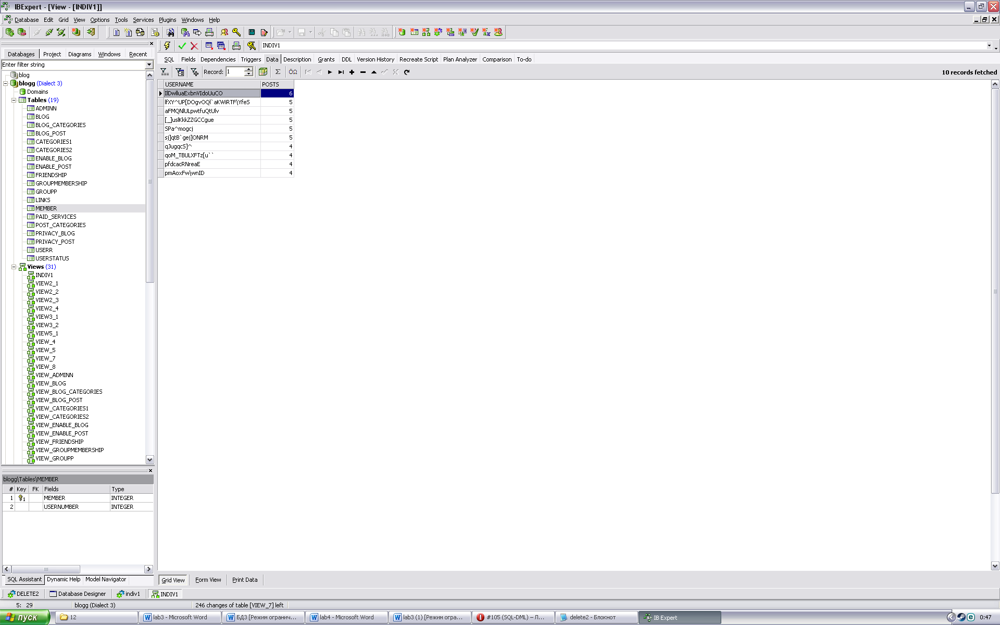 IBExpert - [View - [INDIV1]]
Database Edit Grid View Options Tools Services Plugins Windows Help
INDIV1
Databases Project Diagrams Windows Recent
Enter filter string
SQL Fields Dependencies Triggers Data Description Grants DDL Version History Recreate Script Plan Analyzer Comparison To-do
Record: 1
10 records fetched
blog
blogg (Dialect 3)
Domains
Tables (19)
ADMINN
BLOG
BLOG_CATEGORIES
BLOG_POST
CATEGORIES1
CATEGORIES2
ENABLE_BLOG
ENABLE_POST
FRIENDSHIP
GROUPMEMBERSHIP
GROUPP
LINKS
MEMBER
PAID_SERVICES
POST_CATEGORIES
PRIVACY_BLOG
PRIVACY_POST
USERR
USERSTATUS
Views (31)
INDIV1
VIEW2_1
VIEW2_2
VIEW2_3
VIEW2_4
VIEW3_1
VIEW3_2
VIEW5_1
VIEW_4
VIEW_5
VIEW_7
VIEW_8
VIEW_ADMINN
VIEW_BLOG
VIEW_BLOG_CATEGORIES
VIEW_BLOG_POST
VIEW_CATEGORIES1
VIEW_CATEGORIES2
VIEW_ENABLE_BLOG
VIEW_ENABLE_POST
VIEW_FRIENDSHIP
VIEW_GROUPMEMBERSHIP
VIEW_GROUPP
USERNAME POSTS
IlDwlluaExbnVIdoUuCO 6
lfXY^UP[DOgvOQl`aKWiRTF\YfeS 5
aFMQNlULpwtfuQtUlv 5
[_]uslKkkZZGCCgue 5
SPa^mogcj 5
sj]qtB`gej]ONRM 5
qJugqcS]^ 4
qoM_TBULXFTz[u`` 4
pfdcacRNreaE 4
pmAoxFw\wnID 4
blogg\Tables\MEMBER
# Key FK Fields Type
1 1 MEMBER INTEGER
2 USERNUMBER INTEGER
SQL Assistant Dynamic Help Model Navigator
Grid View Form View Print Data
DELETE2 Database Designer indiv1 INDIV1
5: 29 blogg (Dialect 3) 246 changes of table [VIEW_7] left
пуск 12 lab3 - Microsoft Word БДЗ [Режим огранич... lab4 - Microsoft Word lab3 (1) [Режим огра... #105 (SQL-DML) – Л... delete2 - Блокнот IB Expert 0:47